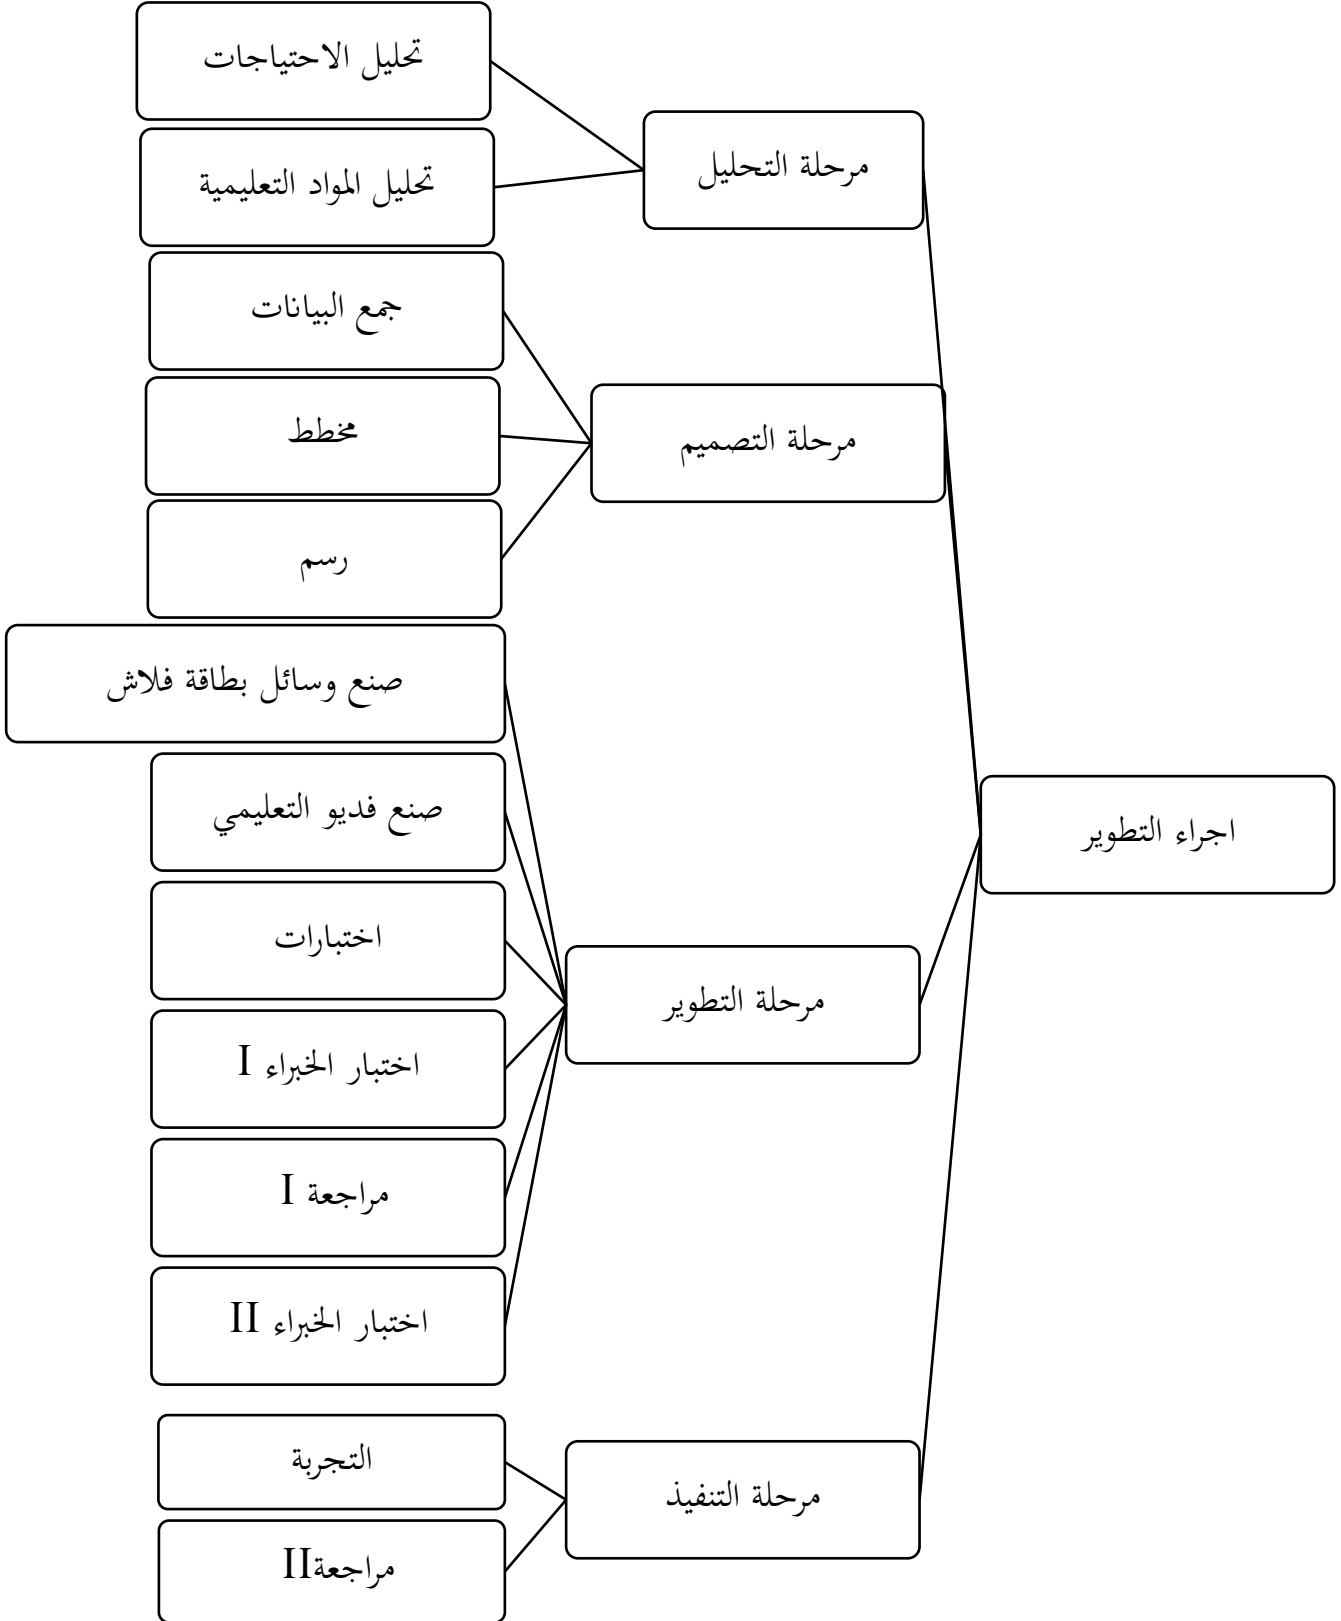 اجراء التطوير
مرحلة التحليل
تحليل الاحتياجات
تحليل المواد التعليمية
مرحلة التصميم
جمع البيانات
مخطط
رسم
مرحلة التطوير
صنع وسائل بطاقة فلاش
صنع فديو التعليمي
اختبارات
اختبار الخبراء I
مراجعة I
اختبار الخبراء II
مرحلة التنفيذ
التجربة
مراجعةII